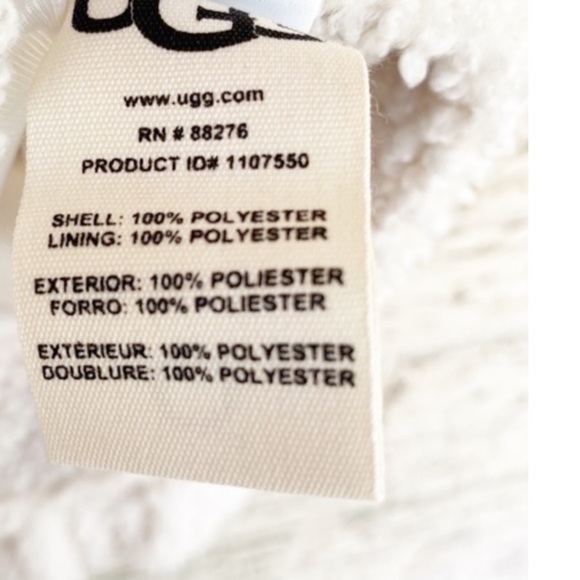 UGG
www.ugg.com
RN # 88276
PRODUCT ID# 1107550
SHELL: 100% POLYESTER
LINING: 100% POLYESTER
EXTERIOR: 100% POLIESTER
FORRO: 100% POLIESTER
EXTÉRIEUR: 100% POLYESTER
DOUBLURE: 100% POLYESTER